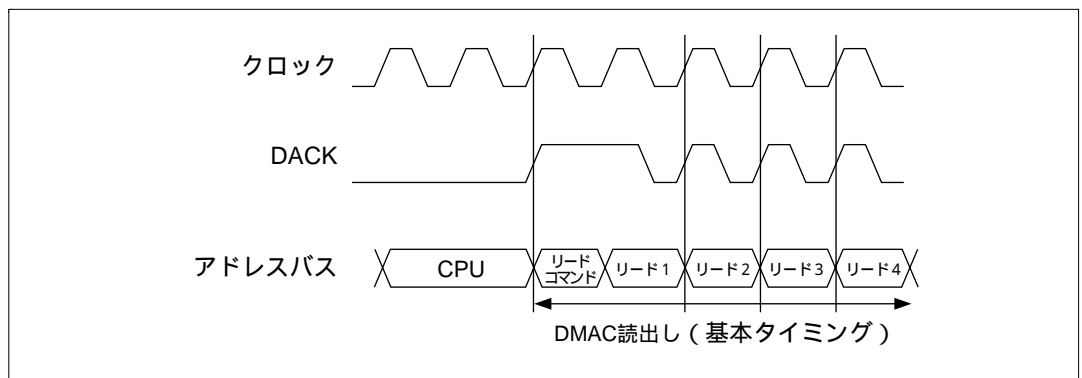 クロック
DACK
アドレスバス
CPU
リード
コマンド
リード1
リード2
リード3
リード4
DMAC読出し（基本タイミング）